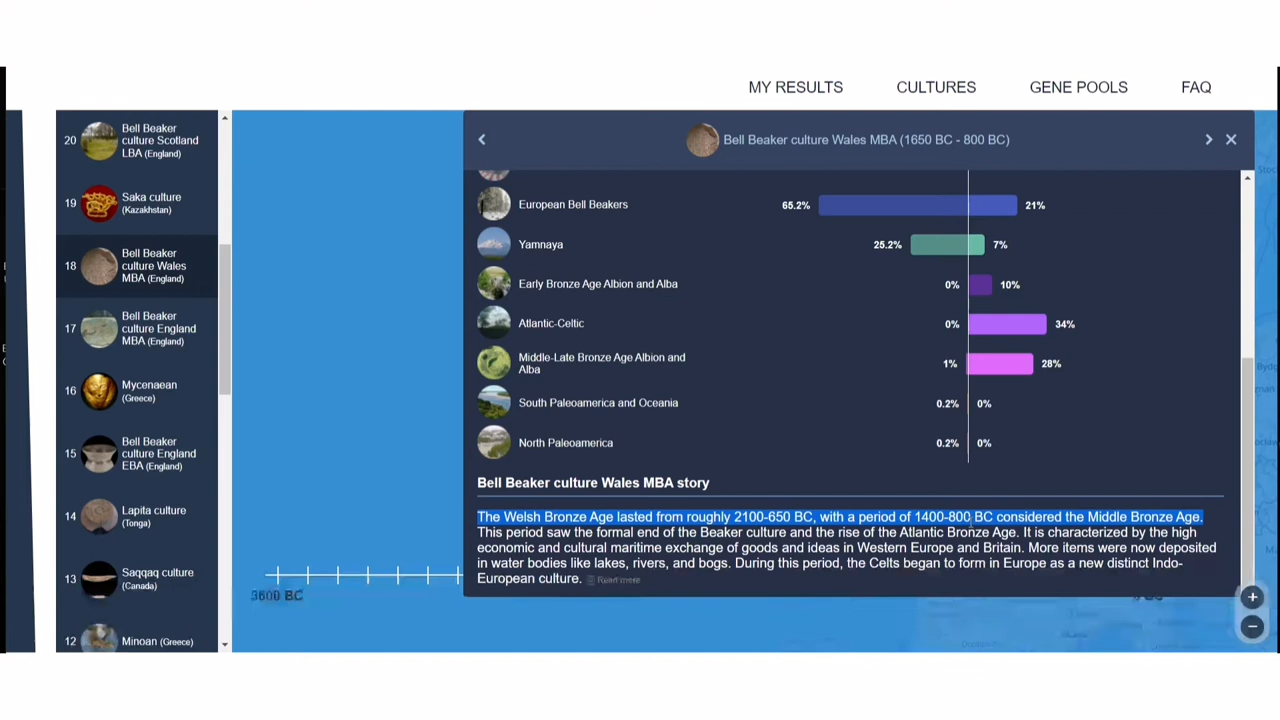 MY RESULTS
CULTURES
GENE POOLS
FAQ
20
Bell Beaker
culture Scotland
LBA (England)
19
Saka culture
(Kazakhstan)
18
Bell Beaker
culture Wales
MBA (England)
17
Bell Beaker
culture England
MBA (England)
16
Mycenaean
(Greece)
15
Bell Beaker
culture England
EBA (England)
14
Lapita culture
(Tonga)
13
Saqqaq culture
(Canada)
12
Minoan (Greece)
3600 BC
Bell Beaker culture Wales MBA (1650 BC - 800 BC)
European Bell Beakers 65.2% 21%
Yamnaya 25.2% 7%
Early Bronze Age Albion and Alba 0% 10%
Atlantic-Celtic 0% 34%
Middle-Late Bronze Age Albion and
Alba 1% 28%
South Paleoamerica and Oceania 0.2% 0%
North Paleoamerica 0.2% 0%
Bell Beaker culture Wales MBA story
The Welsh Bronze Age lasted from roughly 2100-650 BC, with a period of 1400-800 BC considered the Middle Bronze Age.
This period saw the formal end of the Beaker culture and the rise of the Atlantic Bronze Age. It is characterized by the high
economic and cultural maritime exchange of goods and ideas in Western Europe and Britain. More items were now deposited
in water bodies like lakes, rivers, and bogs. During this period, the Celts began to form in Europe as a new distinct Indo-
European culture. Read more